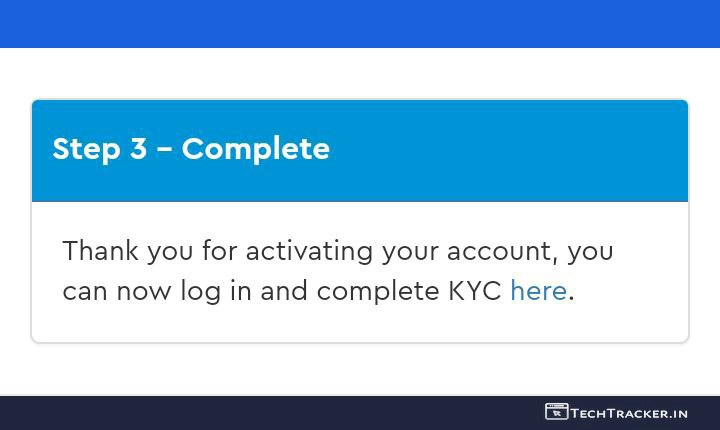 Step 3 – Complete
Thank you for activating your account, you
can now log in and complete KYC here.
TechTracker.in